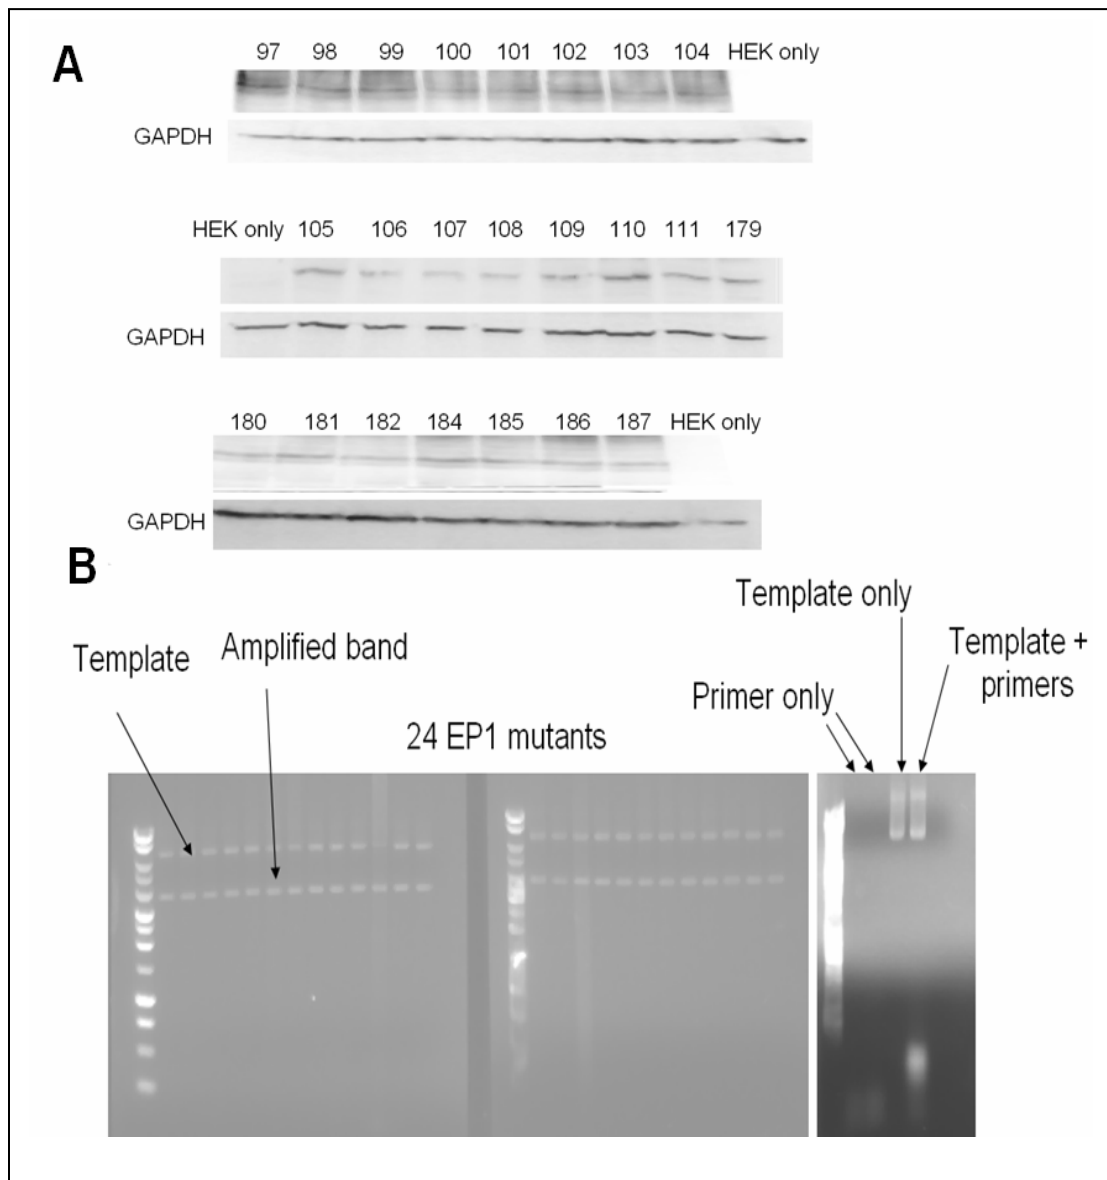 A
97 98 99 100 101 102 103 104 HEK only
GAPDH
HEK only 105 106 107 108 109 110 111 179
GAPDH
180 181 182 184 185 186 187 HEK only
GAPDH
B
Template
Amplified band
24 EP1 mutants
Primer only
Template only
Template +
primers